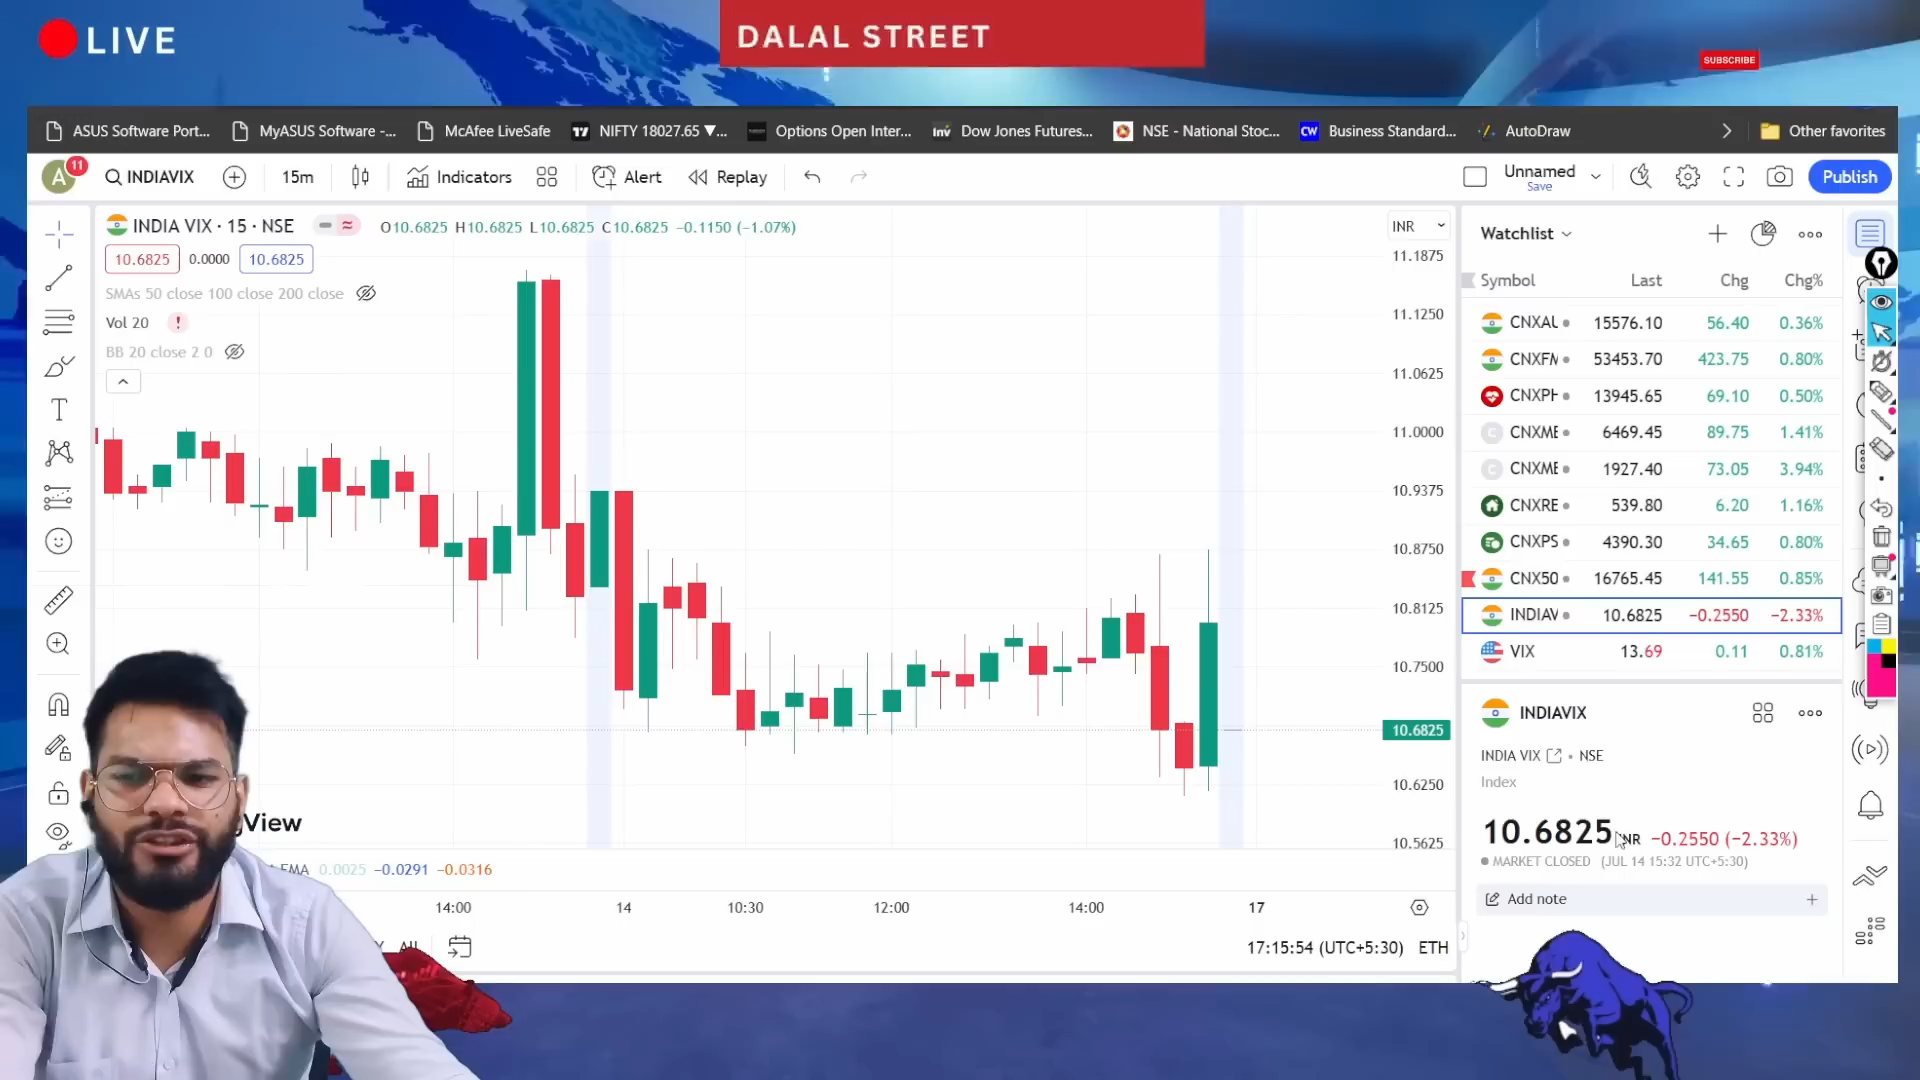 LIVE
DALAL STREET
SUBSCRIBE
ASUS Software Port... MyASUS Software -... McAfee LiveSafe NIFTY 18027.65 ▼... Options Open Inter... inv Dow Jones Futures... NSE - National Stoc... CW Business Standard... AutoDraw Other favorites
A 11 INDIAVIX 15m Indicators Alert Replay Unnamed Save Publish
INDIA VIX · 15 · NSE O10.6825 H10.6825 L10.6825 C10.6825 −0.1150 (−1.07%) INR
10.6825 0.0000 10.6825
SMAs 50 close 100 close 200 close
Vol 20 !
BB 20 close 2 0
11.1875
11.1250
11.0625
11.0000
10.9375
10.8750
10.8125
10.7500
10.6825
10.6250
10.5625
View
EMA 0.0025 −0.0291 −0.0316
14:00 14 10:30 12:00 14:00 17
All 17:15:54 (UTC+5:30) ETH
Watchlist
Symbol Last Chg Chg%
CNXAU 15576.10 56.40 0.36%
CNXFM 53453.70 423.75 0.80%
CNXPH 13945.65 69.10 0.50%
C CNXME 6469.45 89.75 1.41%
C CNXME 1927.40 73.05 3.94%
CNXRE 539.80 6.20 1.16%
CNXPS 4390.30 34.65 0.80%
CNX50 16765.45 141.55 0.85%
INDIAV 10.6825 −0.2550 −2.33%
VIX 13.69 0.11 0.81%
INDIAVIX
INDIA VIX • NSE
Index
10.6825 INR −0.2550 (−2.33%)
MARKET CLOSED (JUL 14 15:32 UTC+5:30)
Add note